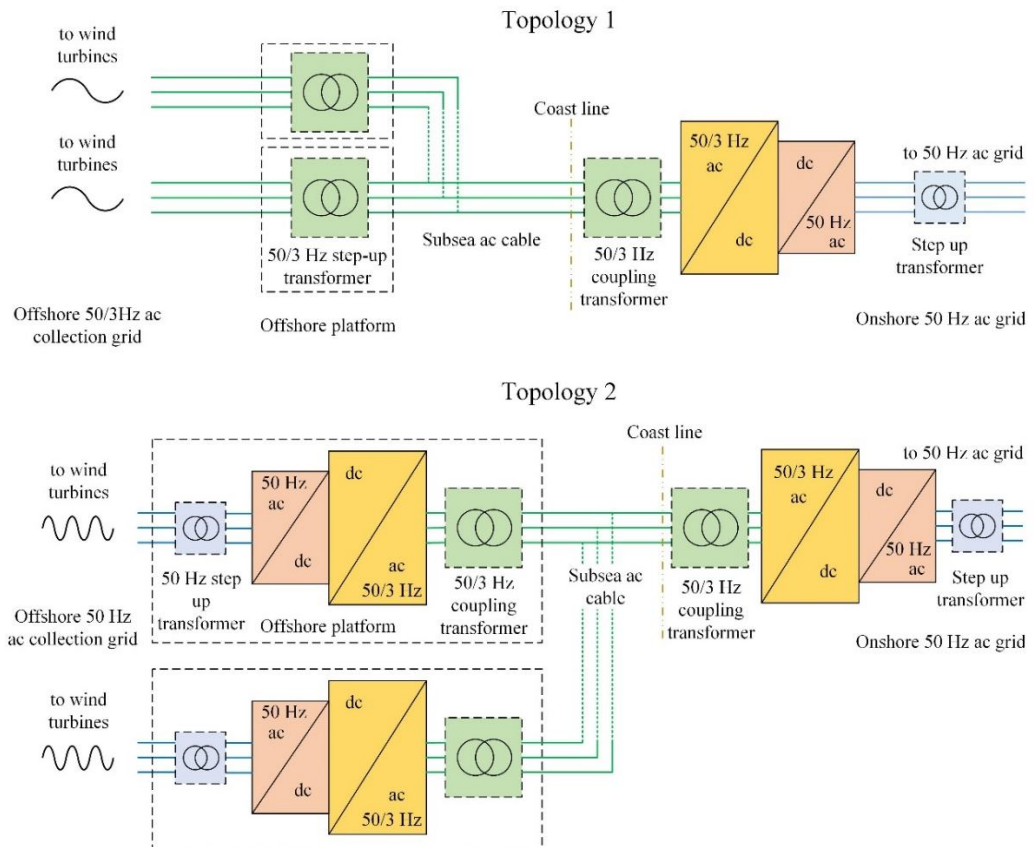 Topology 1
to wind
turbines
to wind
turbines
Coast line
50/3 Hz
ac
dc
dc
50 Hz
ac
to 50 Hz ac grid
Subsea ac cable
50/3 Hz step-up
transformer
50/3 Hz
coupling
transformer
Step up
transformer
Offshore 50/3Hz ac
collection grid
Offshore platform
Onshore 50 Hz ac grid
Topology 2
to wind
turbines
50 Hz
ac
dc
dc
ac
50/3 Hz
Coast line
50/3 Hz
ac
dc
dc
50 Hz
ac
to 50 Hz ac grid
50 Hz step
up
transformer
50/3 Hz
coupling
transformer
Subsea ac
cable
50/3 Hz
coupling
transformer
Step up
transformer
Offshore 50 Hz
ac collection grid
Offshore platform
Onshore 50 Hz ac grid
to wind
turbines
50 Hz
ac
dc
dc
ac
50/3 Hz